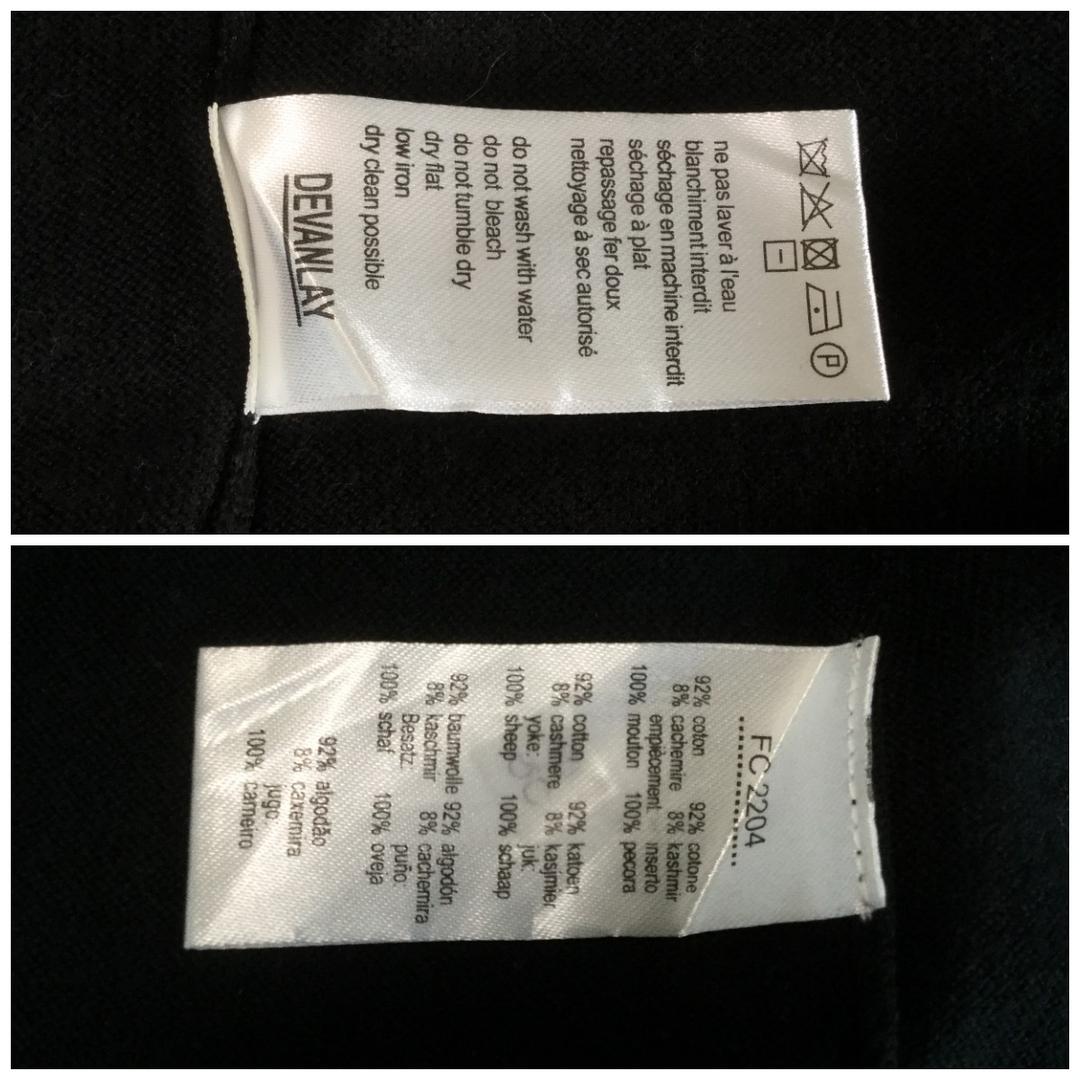 P
ne pas laver à l'eau
blanchiment interdit
séchage en machine interdit
séchage à plat
repassage fer doux
nettoyage à sec autorisé
do not wash with water
do not bleach
do not tumble dry
dry flat
low iron
dry clean possible
DEVANLAY
FC 2204
92% coton 92% cotone
8% cachemire 8% kashmir
empiècement: inserto
100% mouton 100% pecora
92% cotton 92% katoen
8% cashmere 8% kasjmier
yoke: juk:
100% sheep 100% schaap
92% baumwolle 92% algodón
8% kaschmir 8% cachemira
Besatz. puño:
100% schaf 100% oveja
92% algodão
8% caxemira
jugo
100% carneiro